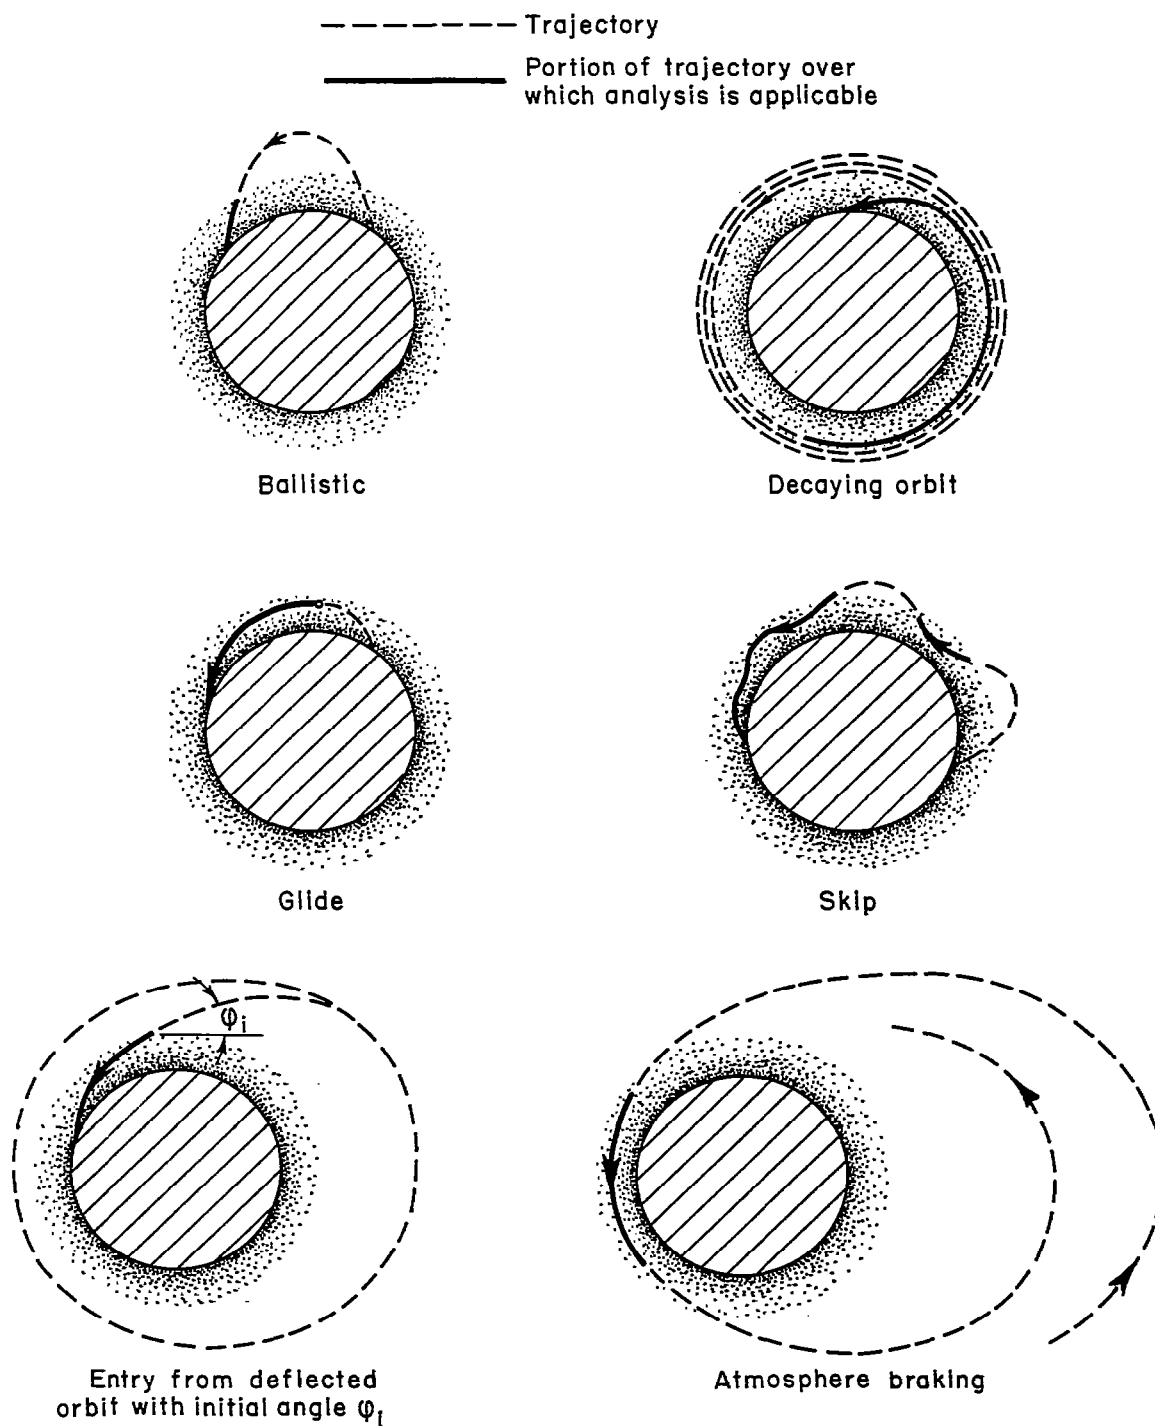 Trajectory
Portion of trajectory over
which analysis is applicable
Ballistic
Decaying orbit
Glide
Skip
φi
Entry from deflected
orbit with initial angle φi
Atmosphere braking